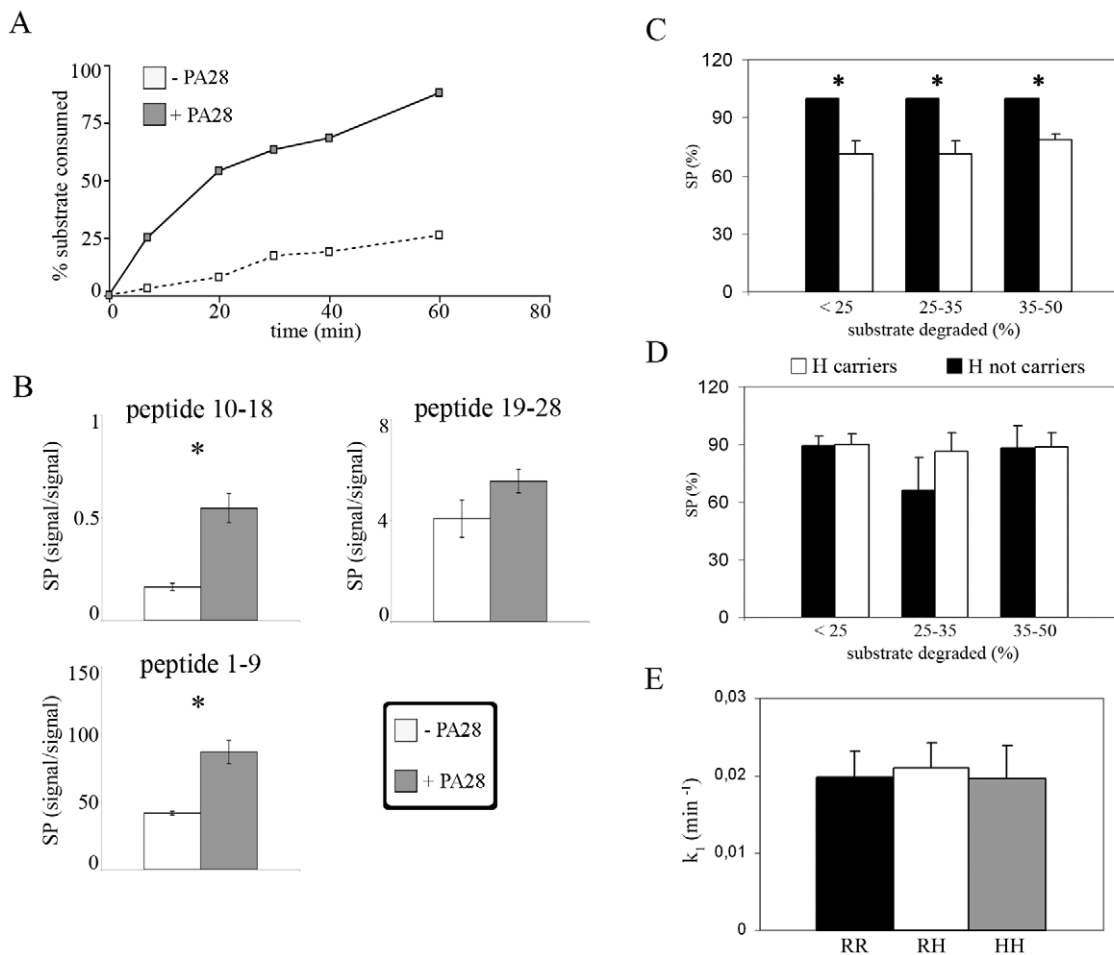 A
100
75
50
25
0
% substrate consumed
- PA28
+ PA28
0 20 40 60 80
time (min)
B
peptide 10-18
1
0.5
0
SP (signal/signal)
*
peptide 19-28
8
4
0
SP (signal/signal)
peptide 1-9
150
100
50
0
SP (signal/signal)
*
- PA28
+ PA28
C
120
90
60
30
0
SP (%)
* * *
< 25 25-35 35-50
substrate degraded (%)
H carriers H not carriers
D
120
90
60
30
0
SP (%)
< 25 25-35 35-50
substrate degraded (%)
E
0,03
0,02
0,01
0
k₁ (min ⁻¹)
RR RH HH